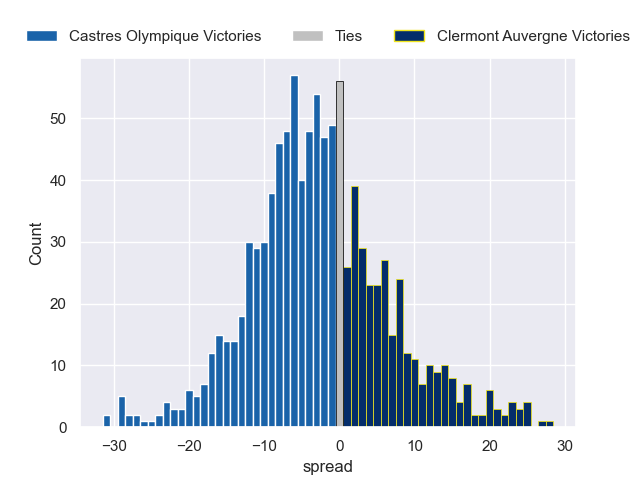 Castres Olympique Victories Ties Clermont Auvergne Victories
50
40
30
20
10
0
Count
−30 −20 −10 0 10 20 30
spread